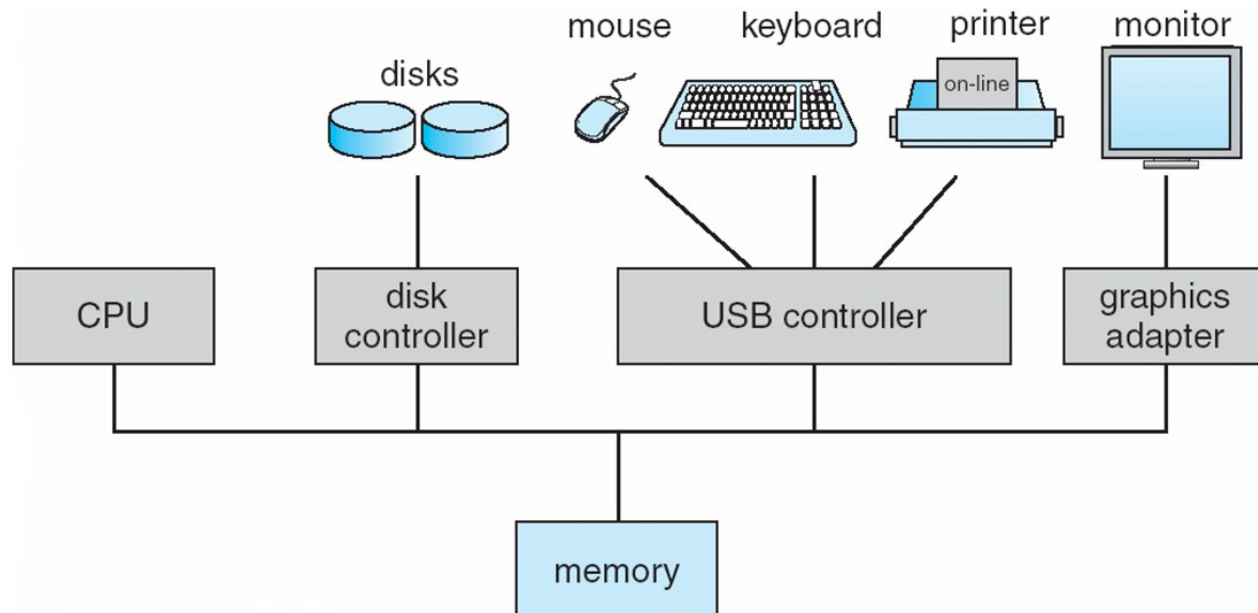 mouse
keyboard
printer
monitor
disks
on-line
CPU
disk
controller
USB controller
graphics
adapter
memory